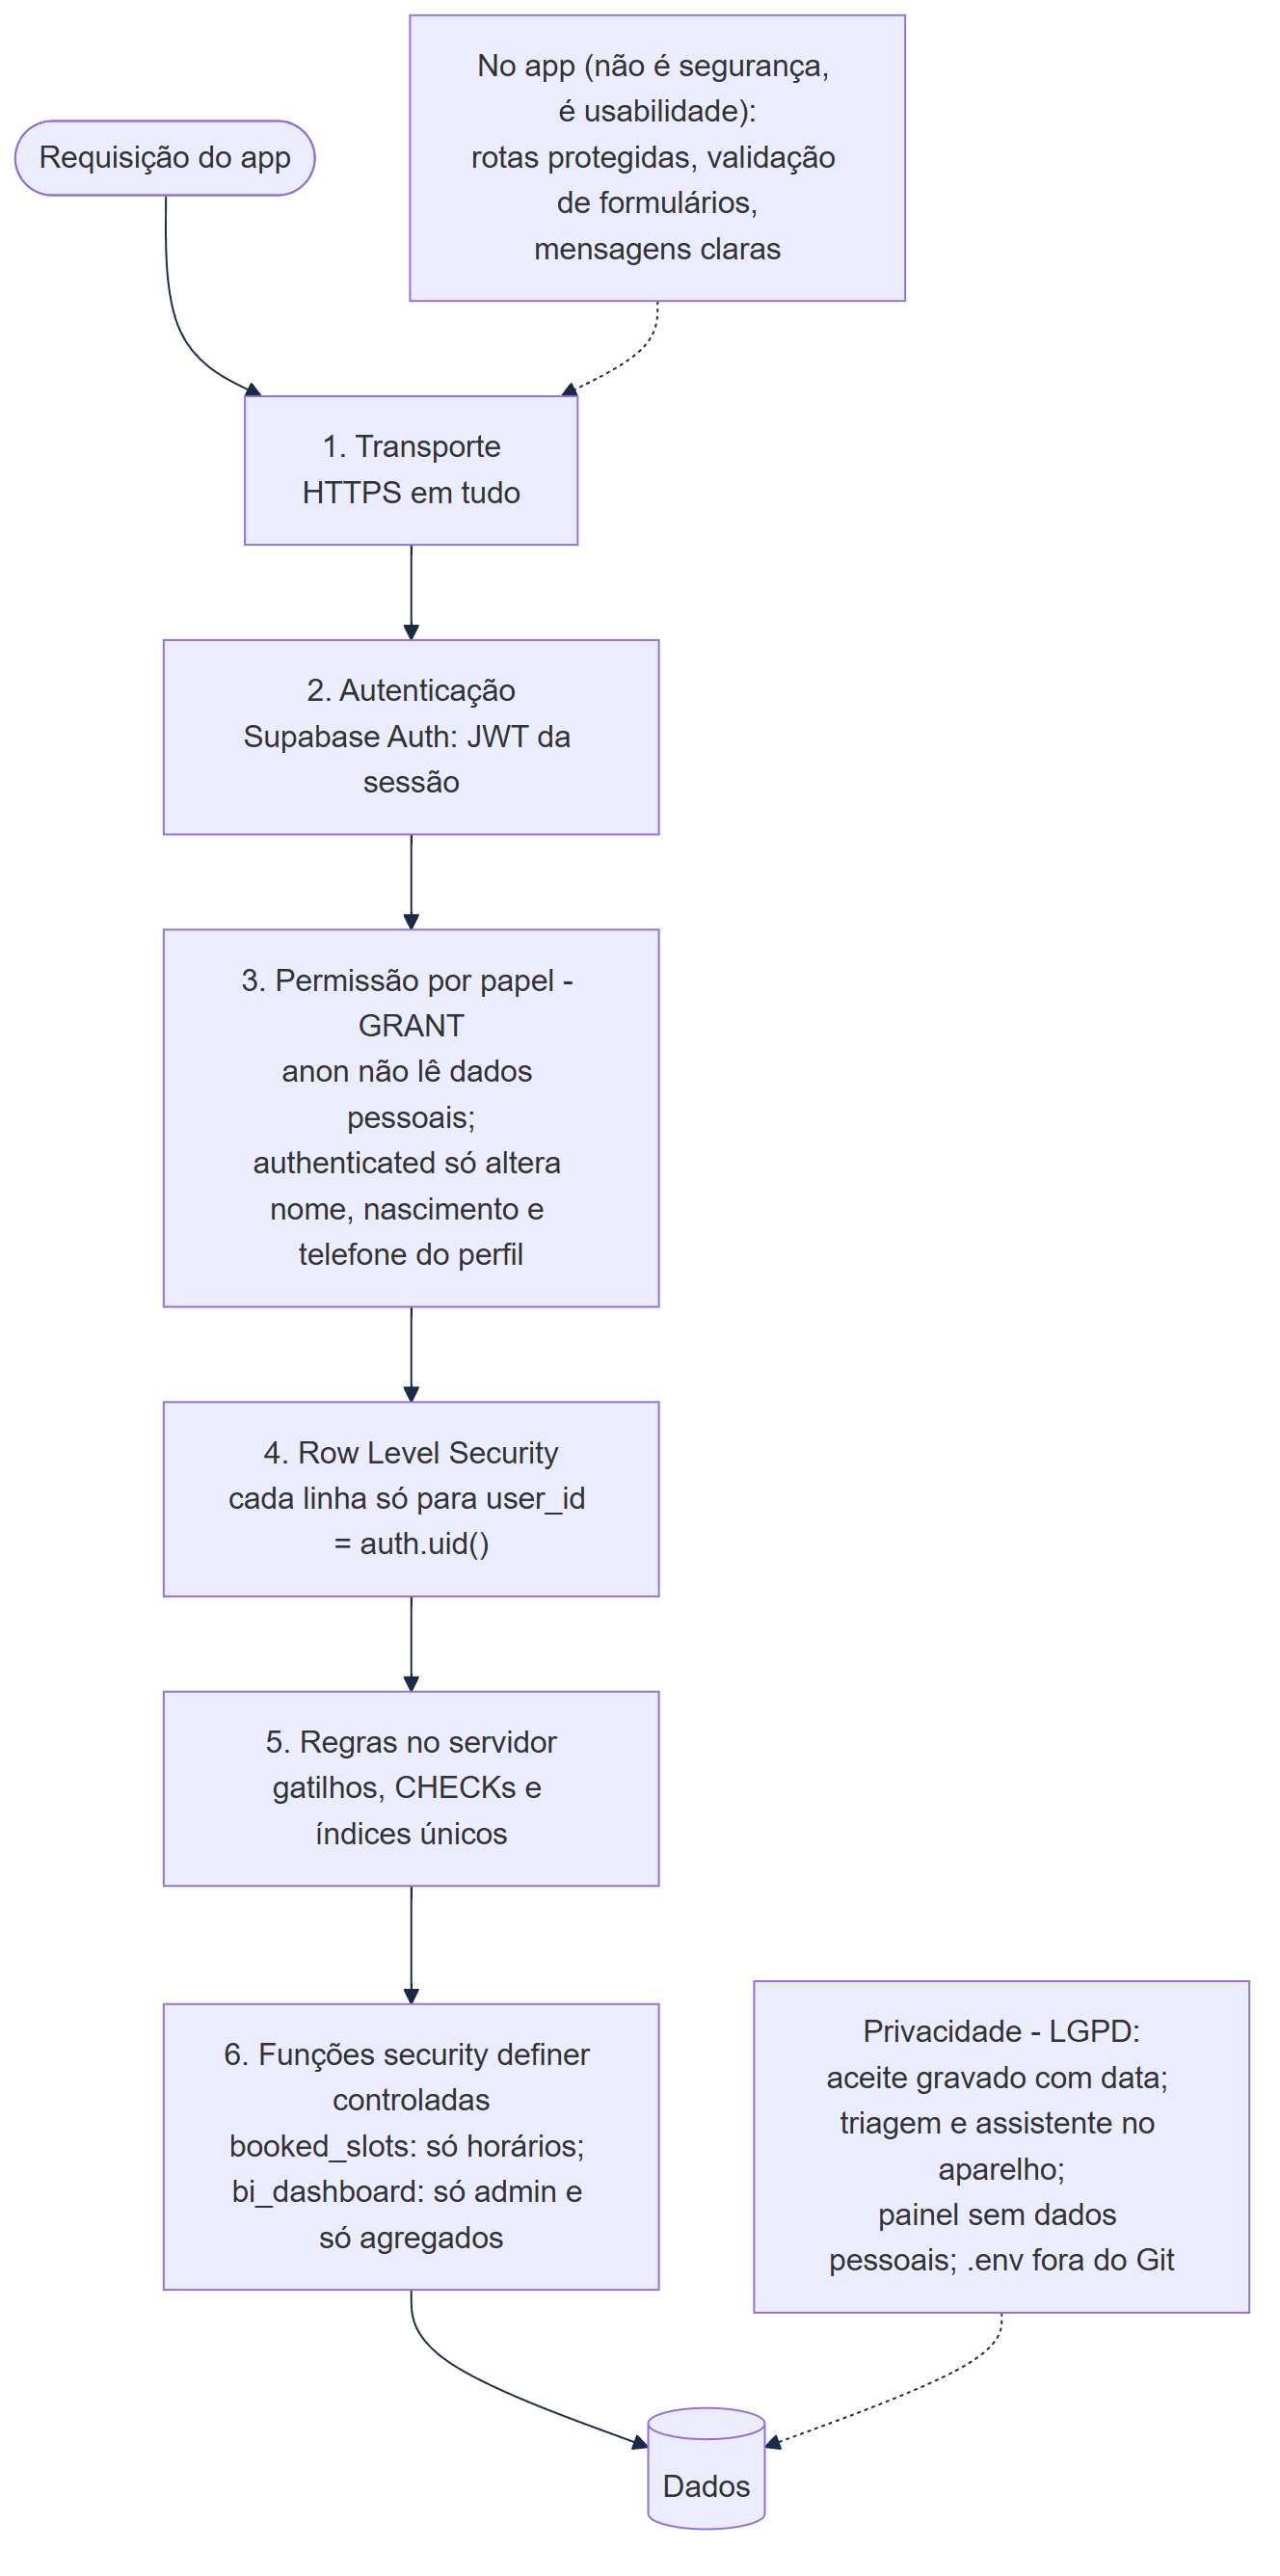 No app (não é segurança,
é usabilidade):
rotas protegidas, validação
de formulários,
mensagens claras
Requisição do app
1. Transporte
HTTPS em tudo
2. Autenticação
Supabase Auth: JWT da
sessão
3. Permissão por papel -
GRANT
anon não lê dados
pessoais;
authenticated só altera
nome, nascimento e
telefone do perfil
4. Row Level Security
cada linha só para user_id
= auth.uid()
5. Regras no servidor
gatilhos, CHECKs e
índices únicos
6. Funções security definer
controladas
booked_slots: só horários;
bi_dashboard: só admin e
só agregados
Privacidade - LGPD:
aceite gravado com data;
triagem e assistente no
aparelho;
painel sem dados
pessoais; .env fora do Git
Dados